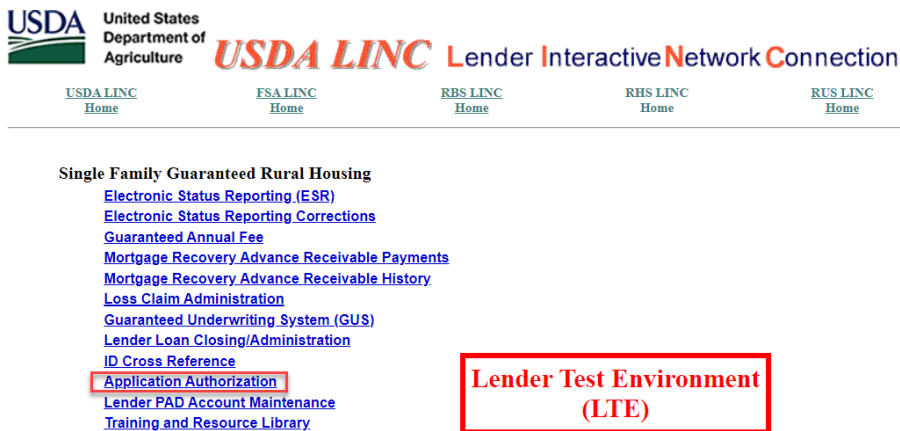 USDA
United States
Department of
Agriculture
USDA LINC Lender Interactive Network Connection
USDA LINC
Home
FSA LINC
Home
RBS LINC
Home
RHS LINC
Home
RUS LINC
Home
Single Family Guaranteed Rural Housing
Electronic Status Reporting (ESR)
Electronic Status Reporting Corrections
Guaranteed Annual Fee
Mortgage Recovery Advance Receivable Payments
Mortgage Recovery Advance Receivable History
Loss Claim Administration
Guaranteed Underwriting System (GUS)
Lender Loan Closing/Administration
ID Cross Reference
Application Authorization
Lender PAD Account Maintenance
Training and Resource Library
Lender Test Environment
(LTE)